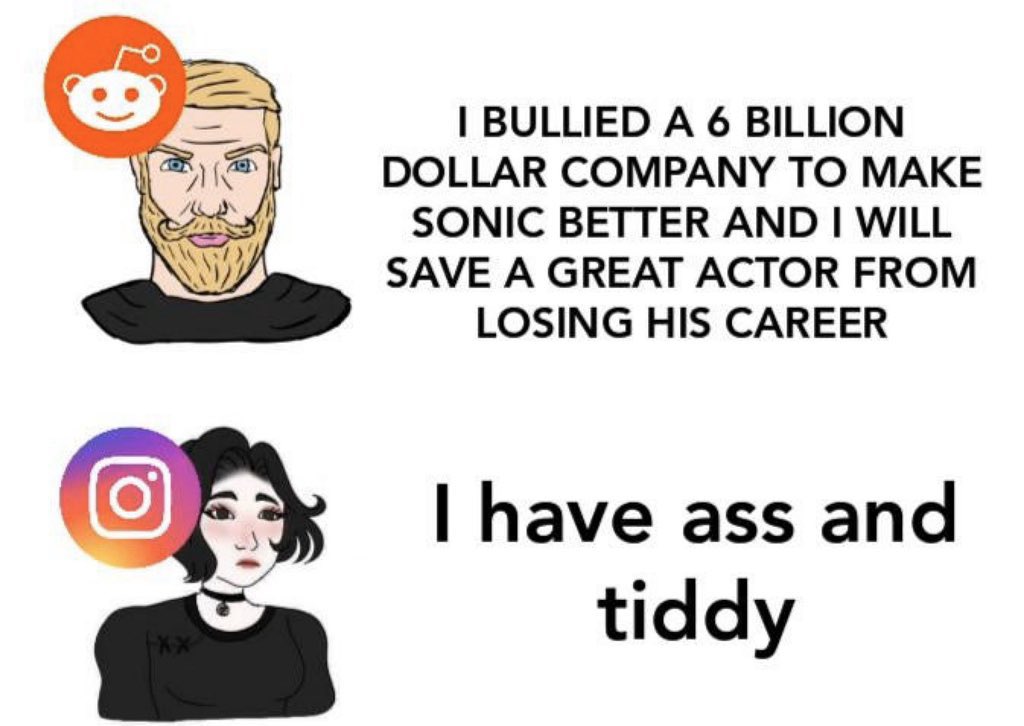 I BULLIED A 6 BILLION
DOLLAR COMPANY TO MAKE
SONIC BETTER AND I WILL
SAVE A GREAT ACTOR FROM
LOSING HIS CAREER
I have ass and
tiddy